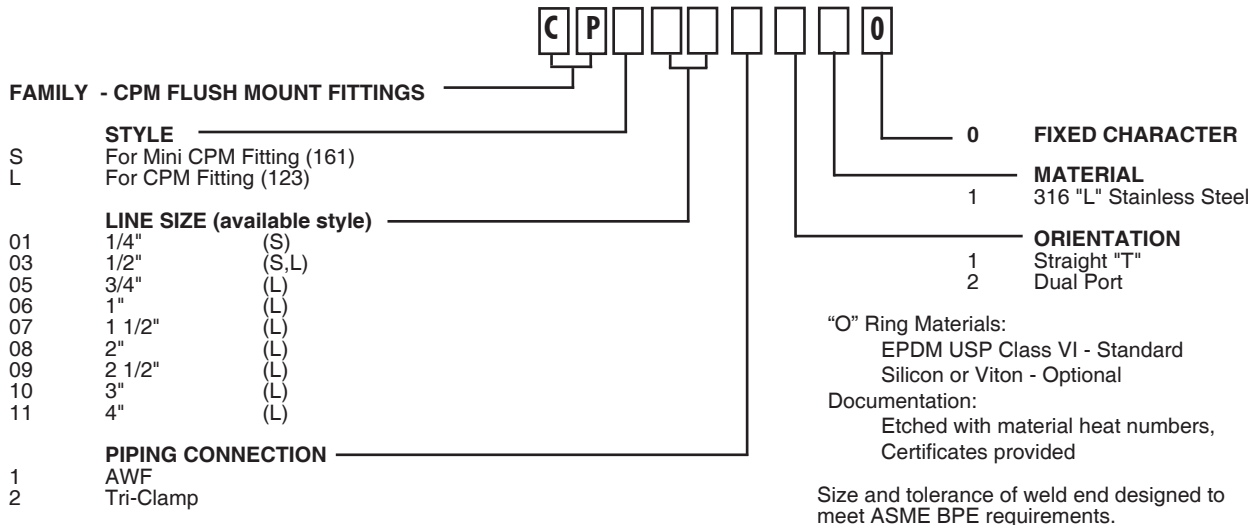 C P 0
FAMILY - CPM FLUSH MOUNT FITTINGS
STYLE
S For Mini CPM Fitting (161)
L For CPM Fitting (123)
LINE SIZE (available style)
01 1/4" (S)
03 1/2" (S,L)
05 3/4" (L)
06 1" (L)
07 1 1/2" (L)
08 2" (L)
09 2 1/2" (L)
10 3" (L)
11 4" (L)
PIPING CONNECTION
1 AWF
2 Tri-Clamp
0 FIXED CHARACTER
MATERIAL
1 316 "L" Stainless Steel
ORIENTATION
1 Straight "T"
2 Dual Port
“O” Ring Materials:
EPDM USP Class VI - Standard
Silicon or Viton - Optional
Documentation:
Etched with material heat numbers,
Certificates provided
Size and tolerance of weld end designed to
meet ASME BPE requirements.